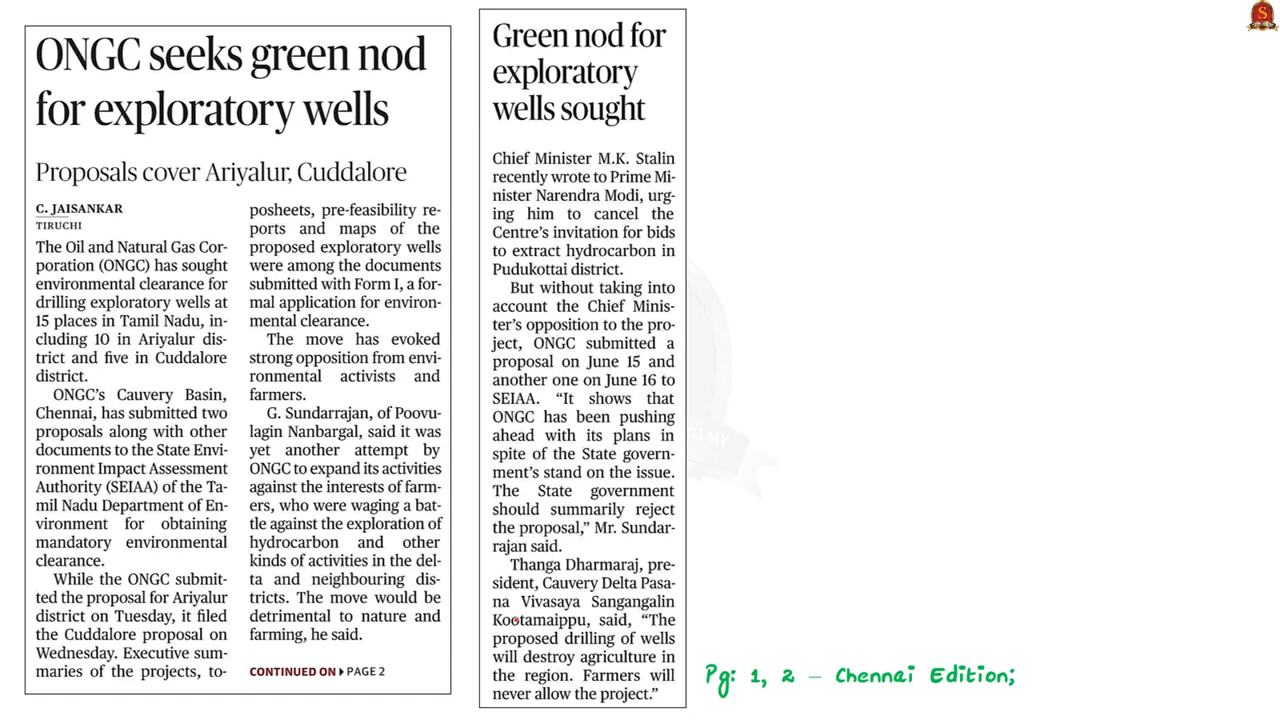 ONGC seeks green nod
for exploratory wells
Proposals cover Ariyalur, Cuddalore
C. JAISANKAR
TIRUCHI
The Oil and Natural Gas Cor-
poration (ONGC) has sought
environmental clearance for
drilling exploratory wells at
15 places in Tamil Nadu, in-
cluding 10 in Ariyalur dis-
trict and five in Cuddalore
district.
ONGC's Cauvery Basin,
Chennai, has submitted two
proposals along with other
documents to the State Envi-
ronment Impact Assessment
Authority (SEIAA) of the Ta-
mil Nadu Department of En-
vironment for obtaining
mandatory environmental
clearance.
While the ONGC submit-
ted the proposal for Ariyalur
district on Tuesday, it filed
the Cuddalore proposal on
Wednesday. Executive sum-
maries of the projects, to-
posheets, pre-feasibility re-
ports and maps of the
proposed exploratory wells
were among the documents
submitted with Form I, a for-
mal application for environ-
mental clearance.
The move has evoked
strong opposition from envi-
ronmental activists and
farmers.
G. Sundarrajan, of Poovu-
lagin Nanbargal, said it was
yet another attempt by
ONGC to expand its activities
against the interests of farm-
ers, who were waging a bat-
tle against the exploration of
hydrocarbon and other
kinds of activities in the del-
ta and neighbouring dis-
tricts. The move would be
detrimental to nature and
farming, he said.
CONTINUED ON PAGE 2
Green nod for
exploratory
wells sought
Chief Minister M.K. Stalin
recently wrote to Prime Mi-
nister Narendra Modi, urg-
ing him to cancel the
Centre's invitation for bids
to extract hydrocarbon in
Pudukottai district.
But without taking into
account the Chief Minis-
ter's opposition to the pro-
ject, ONGC submitted a
proposal on June 15 and
another one on June 16 to
SEIAA. "It shows that
ONGC has been pushing
ahead with its plans in
spite of the State govern-
ment's stand on the issue.
The State government
should summarily reject
the proposal," Mr. Sundar-
rajan said.
Thanga Dharmaraj, pre-
sident, Cauvery Delta Pasa-
na Vivasaya Sangangalin
Kootamaippu, said, "The
proposed drilling of wells
will destroy agriculture in
the region. Farmers will
never allow the project."
Pg: 1, 2 – Chennai Edition;
S